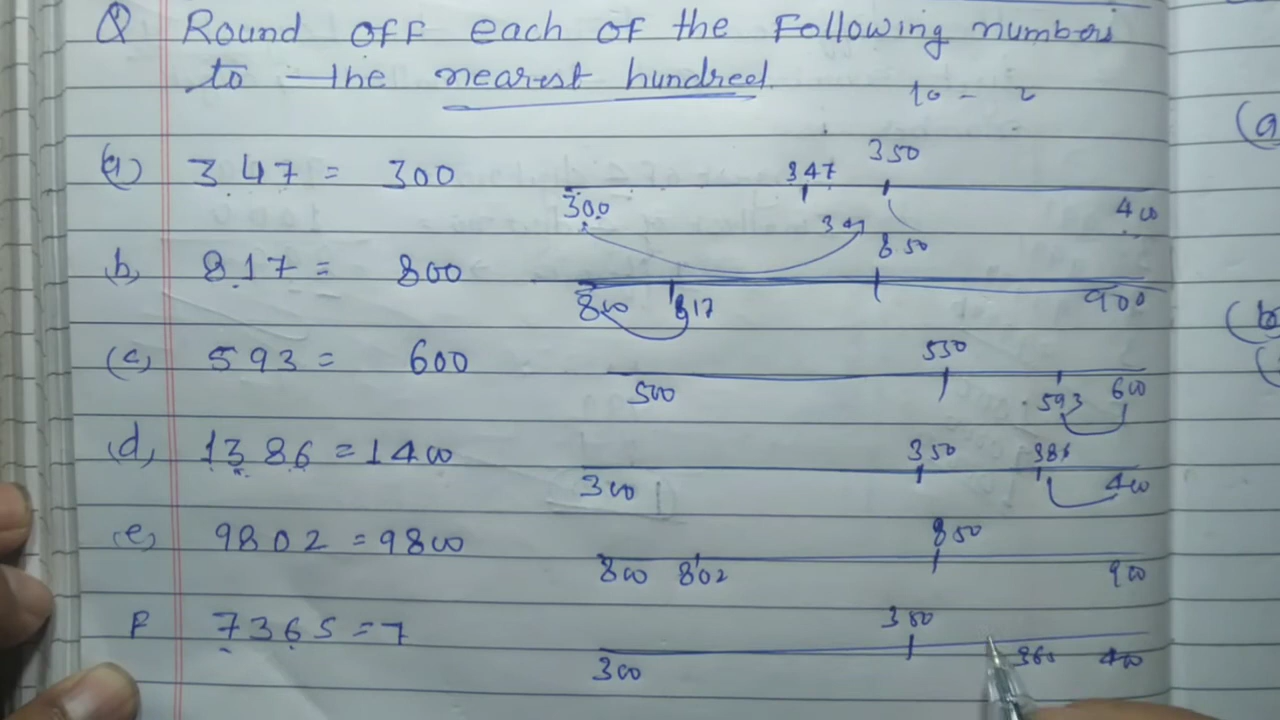 Q Round off each of the Following numbers
to the nearest hundred.
10 -
(a) 347 = 300
347 350
300 400
b, 817 = 800
850
800 817 900
(c) 593 = 600
550
500 593 600
(d, 1386 = 1400
350 386
300 400
(e) 9802 = 9800
850
800 802 900
F 7365 = 7
350
300 365 400
(a
(b